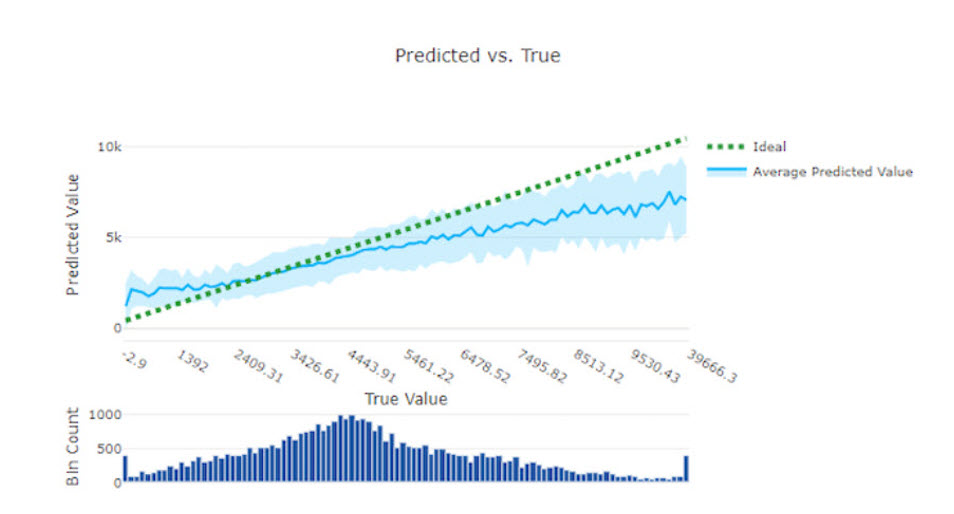 Predicted vs. True
Ideal
Average Predicted Value
Predicted Value
10k
5k
0
-2.9 1392 2409.31 3426.61 4443.91 5461.22 6478.52 7495.82 8513.12 9530.43 39666.3
True Value
Bin Count
1000
500
0